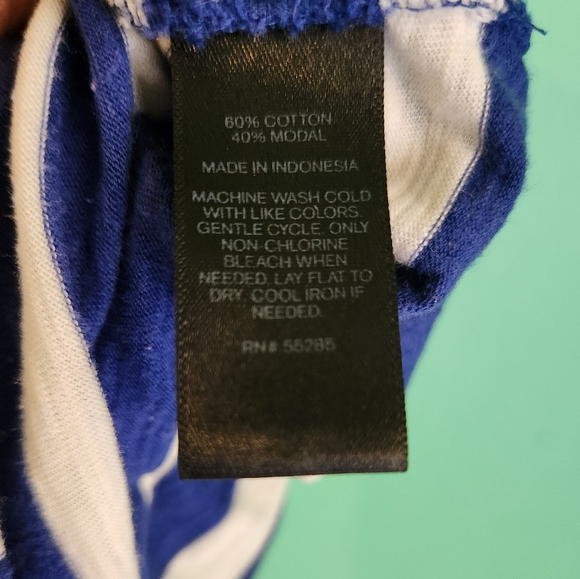 60% COTTON
40% MODAL
MADE IN INDONESIA
MACHINE WASH COLD
WITH LIKE COLORS.
GENTLE CYCLE. ONLY
NON-CHLORINE
BLEACH WHEN
NEEDED. LAY FLAT TO
DRY. COOL IRON IF
NEEDED.
RN# 55285